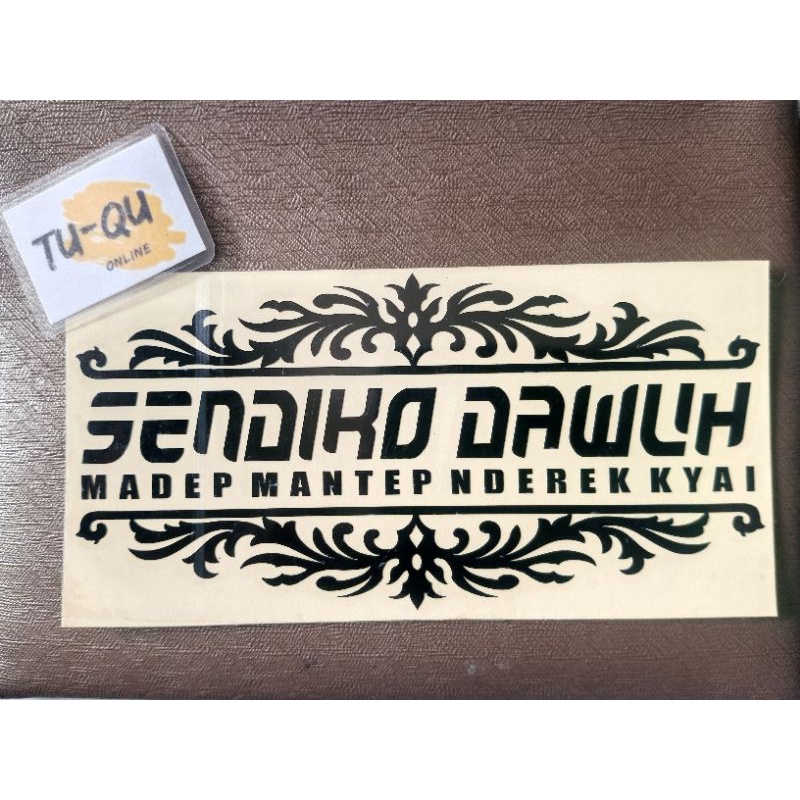 TU-QU
ONLINE
SENDIKO DAWUH
MADEP MANTEP NDEREK KYAI